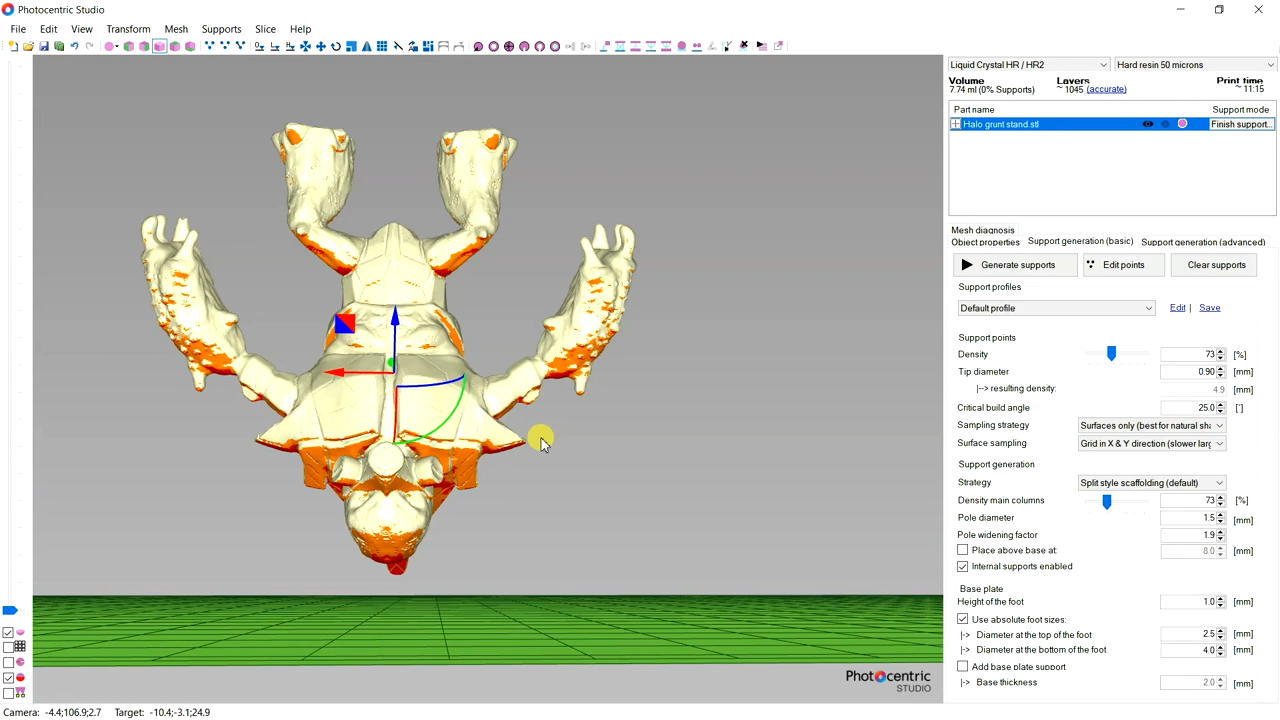 Photocentric Studio
File Edit View Transform Mesh Supports Slice Help
Liquid Crystal HR / HR2 Hard resin 50 microns
Volume Layers Print time
7.74 ml (0% Supports) ~ 1045 (accurate) ~ 11:15
Part name Support mode
Halo grunt stand.stl Finish support...
Mesh diagnosis
Object properties Support generation (basic) Support generation (advanced)
Generate supports Edit points Clear supports
Support profiles
Default profile Edit | Save
Support points
Density 73 [%]
Tip diameter 0.90 [mm]
|--> resulting density: 4.9 [mm]
Critical build angle 25.0 [°]
Sampling strategy Surfaces only (best for natural sha
Surface sampling Grid in X & Y direction (slower larg
Support generation
Strategy Split style scaffolding (default)
Density main columns 73 [%]
Pole diameter 1.5 [mm]
Pole widening factor 1.9 [mm]
Place above base at: 8.0 [mm]
Internal supports enabled
Base plate
Height of the foot 1.0 [mm]
Use absolute foot sizes:
|-> Diameter at the top of the foot 2.5 [mm]
|-> Diameter at the bottom of the foot 4.0 [mm]
Add base plate support
|-> Base thickness 2.0 [mm]
Photocentric
STUDIO
Camera: -4.4;106.9;2.7 Target: -10.4;-3.1;24.9